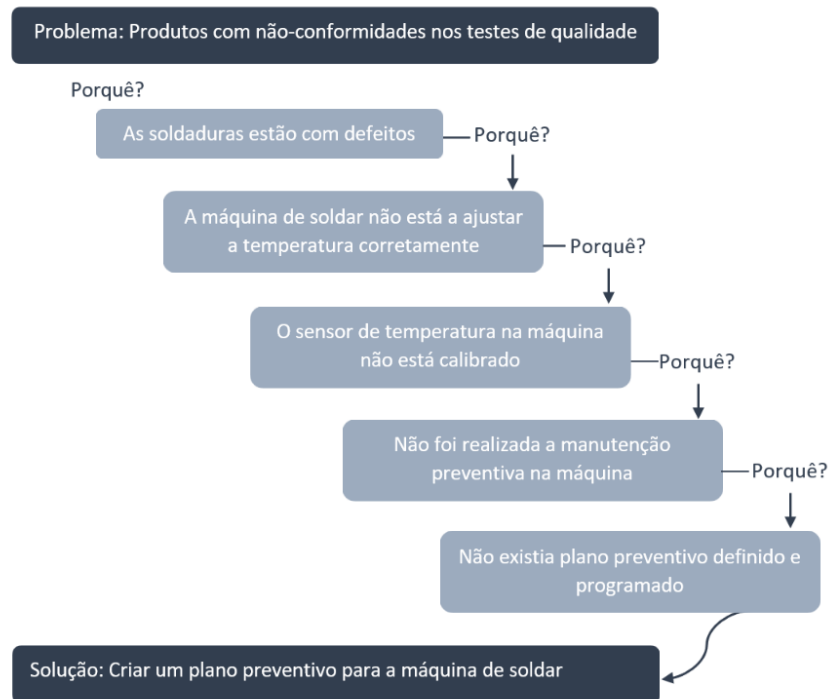 Problema: Produtos com não-conformidades nos testes de qualidade
Porquê?
As soldaduras estão com defeitos
Porquê?
A máquina de soldar não está a ajustar
a temperatura corretamente
Porquê?
O sensor de temperatura na máquina
não está calibrado
Porquê?
Não foi realizada a manutenção
preventiva na máquina
Porquê?
Não existia plano preventivo definido e
programado
Solução: Criar um plano preventivo para a máquina de soldar